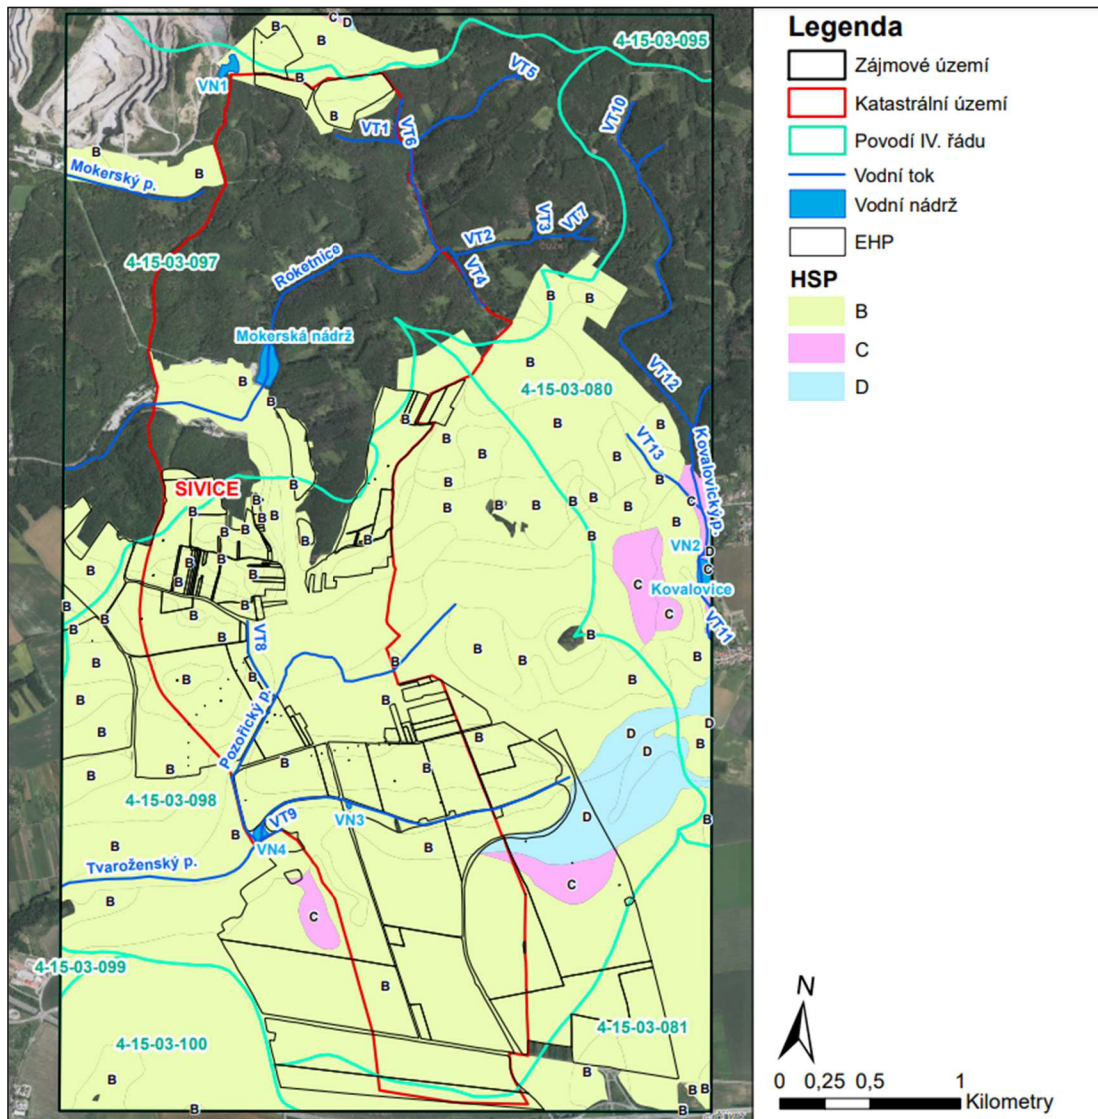 Legenda
Zájmové území
Katastrální území
Povodí IV. řádu
Vodní tok
Vodní nádrž
EHP
HSP
B
C
D
N
0 0,25 0,5 1
Kilometry
B
C
D
B
4-15-03-095
VN1
B
VT5
B
VT1
VT6
VT10
B
Mokerský p.
B
4-15-03-097
Roketnice
VT2
VT3
VT7
VT4
B
B
Mokerská nádrž
B
B
B
4-15-03-080
VT12
B
B
B
B
VT13
Kovalovický p.
SIVICE
B
B
B
B
B
B
B
B
B
B
B
C
VN2
D
C
C
Kovalovice
C
VT11
B
B
B
VT8
B
B
B
B
B
Pozořický p.
B
B
D
D
D
B
B
4-15-03-098
VT9
VN3
VN4
B
B
D
C
Tvaroženský p.
B
C
4-15-03-099
B
4-15-03-100
4-15-03-081
B
B
B
B
B